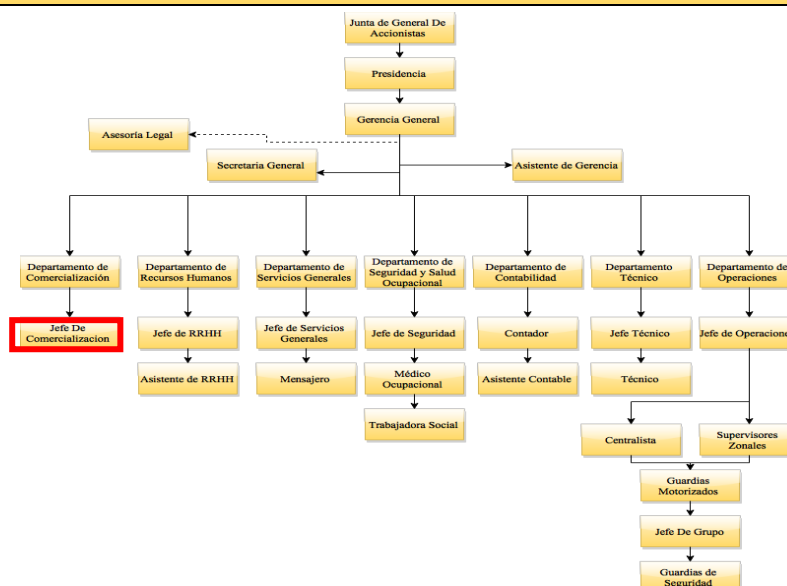 Junta de General De
Accionistas
Presidencia
Gerencia General
Asesoría Legal
Secretaria General
Asistente de Gerencia
Departamento de
Comercialización
Departamento de
Recursos Humanos
Departamento de
Servicios Generales
Departamento de
Seguridad y Salud
Ocupacional
Departamento de
Contabilidad
Departamento
Técnico
Departamento de
Operaciones
Jefe De
Comercializacion
Jefe de RRHH
Jefe de Servicios
Generales
Jefe de Seguridad
Contador
Jefe Técnico
Jefe de Operacione
Asistente de RRHH
Mensajero
Médico
Ocupacional
Asistente Contable
Técnico
Trabajadora Social
Centralista
Supervisores
Zonales
Guardias
Motorizados
Jefe De Grupo
Guardias de
Seguridad